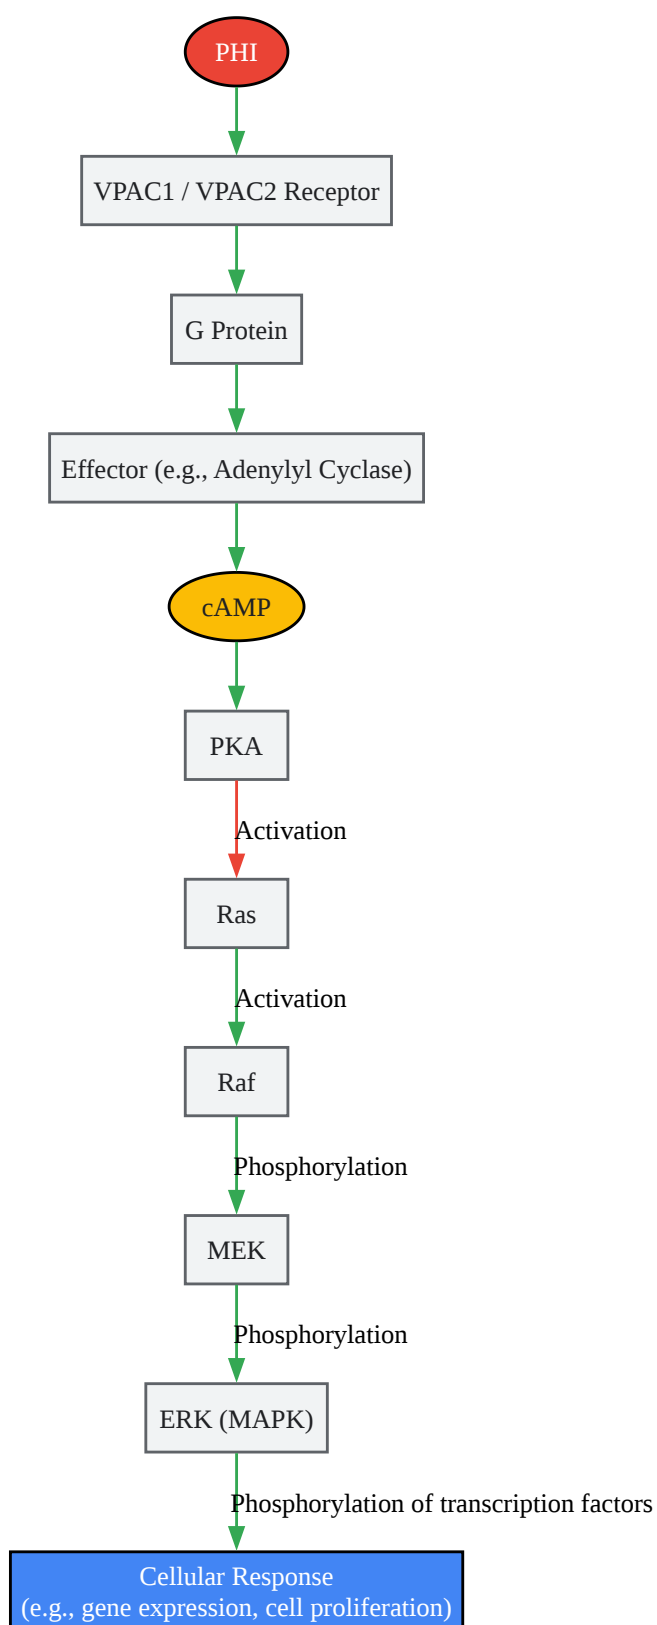 PHI
VPAC1 / VPAC2 Receptor
G Protein
Effector (e.g., Adenylyl Cyclase)
cAMP
PKA
Activation
Ras
Activation
Raf
Phosphorylation
MEK
Phosphorylation
ERK (MAPK)
Phosphorylation of transcription factors
Cellular Response
(e.g., gene expression, cell proliferation)